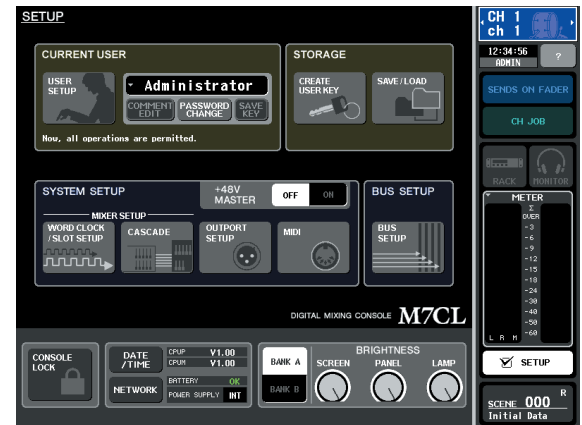 SETUP
CURRENT USER
USER
SETUP
Administrator
COMMENT
EDIT
PASSWORD
CHANGE
SAVE
KEY
Now, all operations are permitted.
STORAGE
CREATE
USER KEY
SAVE/LOAD
SYSTEM SETUP
+48V
MASTER
OFF
ON
MIXER SETUP
WORD CLOCK
/SLOT SETUP
CASCADE
OUTPORT
SETUP
MIDI
BUS SETUP
BUS
SETUP
DIGITAL MIXING CONSOLE M7CL
CONSOLE
LOCK
DATE
/TIME
NETWORK
CPUP V1.00
CPUM V1.00
BATTERY OK
POWER SUPPLY INT
BANK A
BANK B
BRIGHTNESS
SCREEN PANEL LAMP
CH 1
ch 1
12:34:56
ADMIN
?
SENDS ON FADER
CH JOB
RACK
MONITOR
METER
Σ
OVER
-3
-6
-9
-12
-15
-18
-24
-30
-40
-50
-60
L R M
SETUP
SCENE 000 R
Initial Data